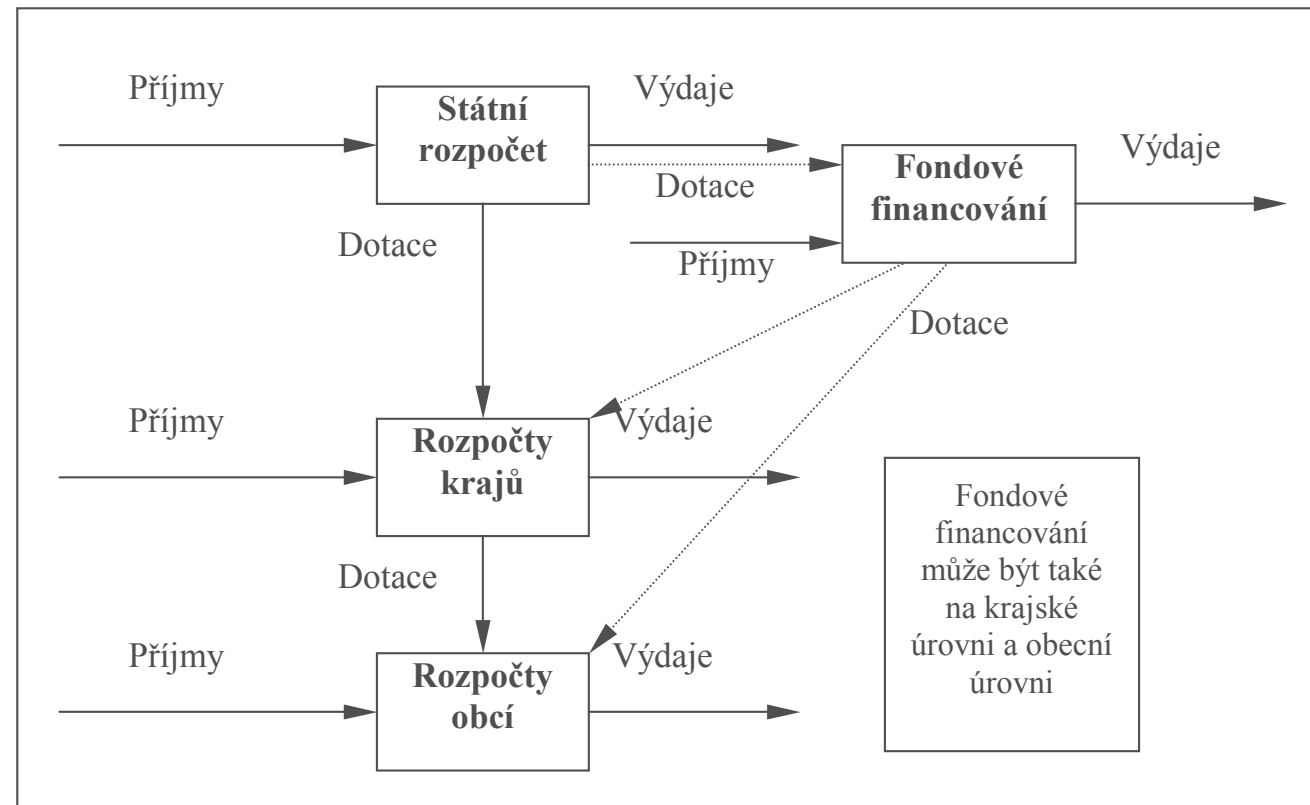 Příjmy
Státní
rozpočet
Výdaje
Dotace
Fondové
financování
Výdaje
Příjmy
Dotace
Dotace
Příjmy
Rozpočty
krajů
Výdaje
Dotace
Fondové
financování
může být také
na krajské
úrovni a obecní
úrovni
Příjmy
Rozpočty
obcí
Výdaje